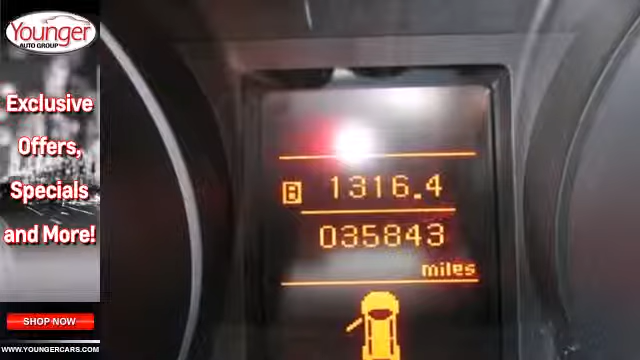 Younger
AUTO GROUP
Exclusive
Offers,
Specials
and More!
SHOP NOW
WWW.YOUNGERCARS.COM
B 1316.4
035843
miles